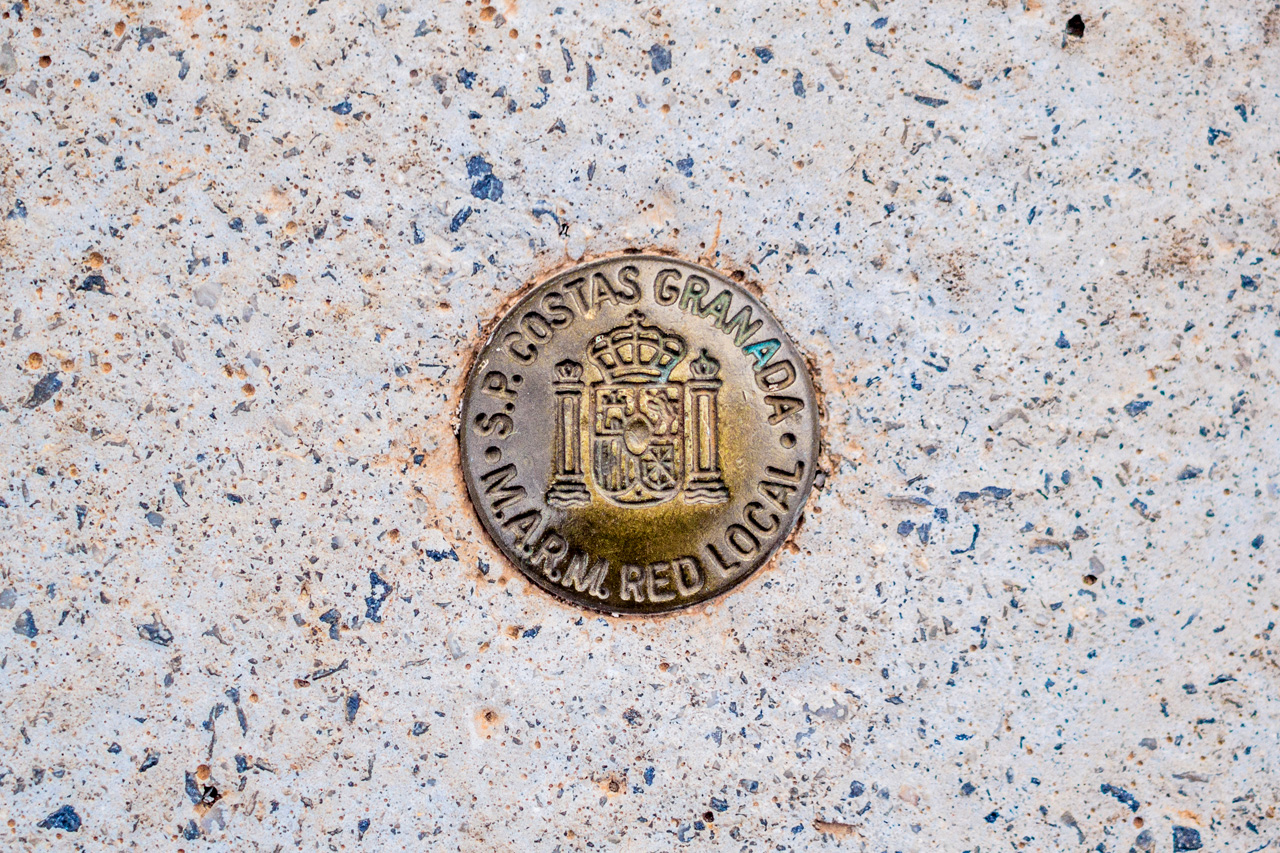 S.P. COSTAS GRANADA
M.A.R.M. RED LOCAL